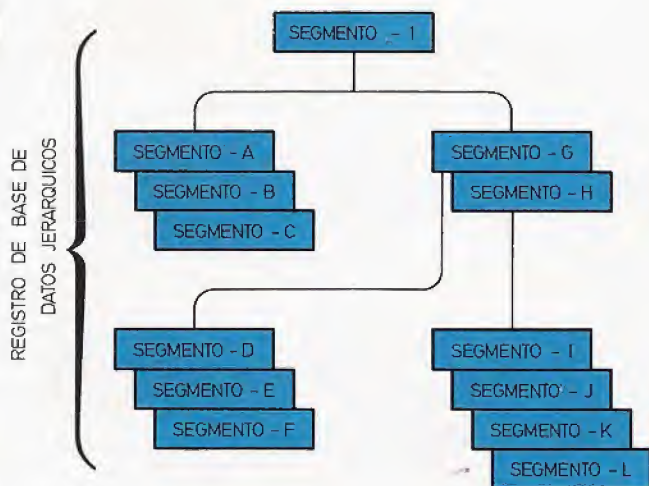 REGISTRO DE BASE DE
DATOS JERARQUICOS
SEGMENTO - 1
SEGMENTO - A
SEGMENTO - B
SEGMENTO - C
SEGMENTO - G
SEGMENTO - H
SEGMENTO - D
SEGMENTO - E
SEGMENTO - F
SEGMENTO - I
SEGMENTO - J
SEGMENTO - K
SEGMENTO - L